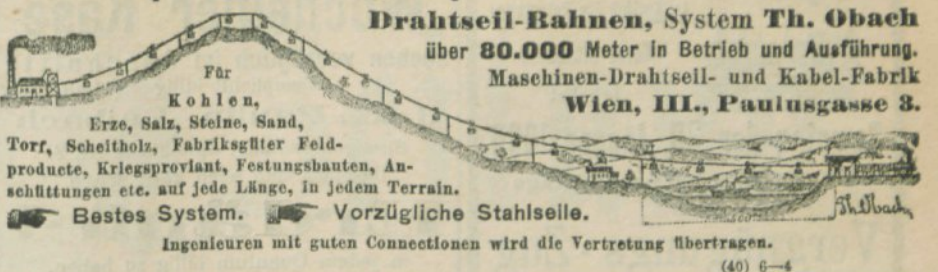 Drahtseil-Bahnen, System Th. Obach
über 80.000 Meter in Betrieb und Ausführung.
Maschinen-Drahtseil- und Kabel-Fabrik
Wien, III., Paulusgasse 3.
Für
Kohlen,
Erze, Salz, Steine, Sand,
Torf, Scheitholz, Fabriksgüter Feld-
producte, Kriegsproviant, Festungsbauten, An-
schüttungen etc. auf jede Länge, in jedem Terrain.
Bestes System. Vorzügliche Stahlseile.
Th. Obach
Ingenieuren mit guten Connectionen wird die Vertretung übertragen.
(40) 6—4